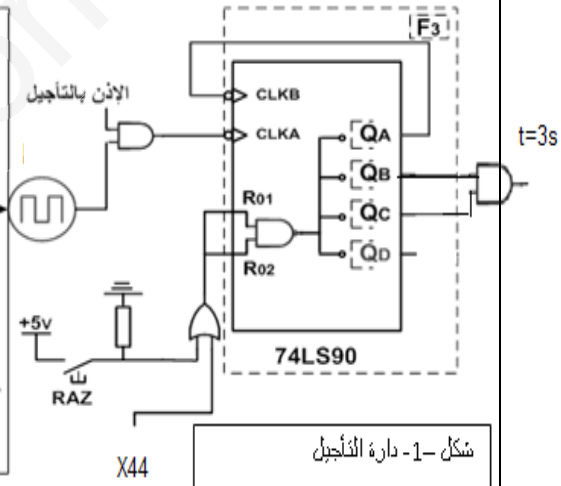 F3
الإذن بالتأجيل
CLKB
CLKA
QA
t=3s
QB
QC
QD
R01
R02
+5v
RAZ
74LS90
X44
شكل –1- دارة التأجيل